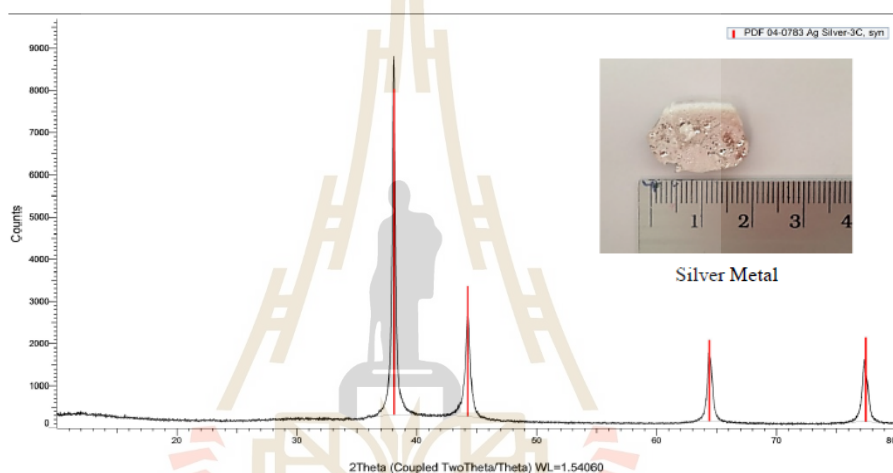 PDF 04-0783 Ag Silver-3C, syn
9000
8000
7000
6000
5000
4000
3000
2000
1000
0
Counts
1 2 3 4
Silver Metal
20 30 40 50 60 70 80
2Theta (Coupled TwoTheta/Theta) WL=1.54060